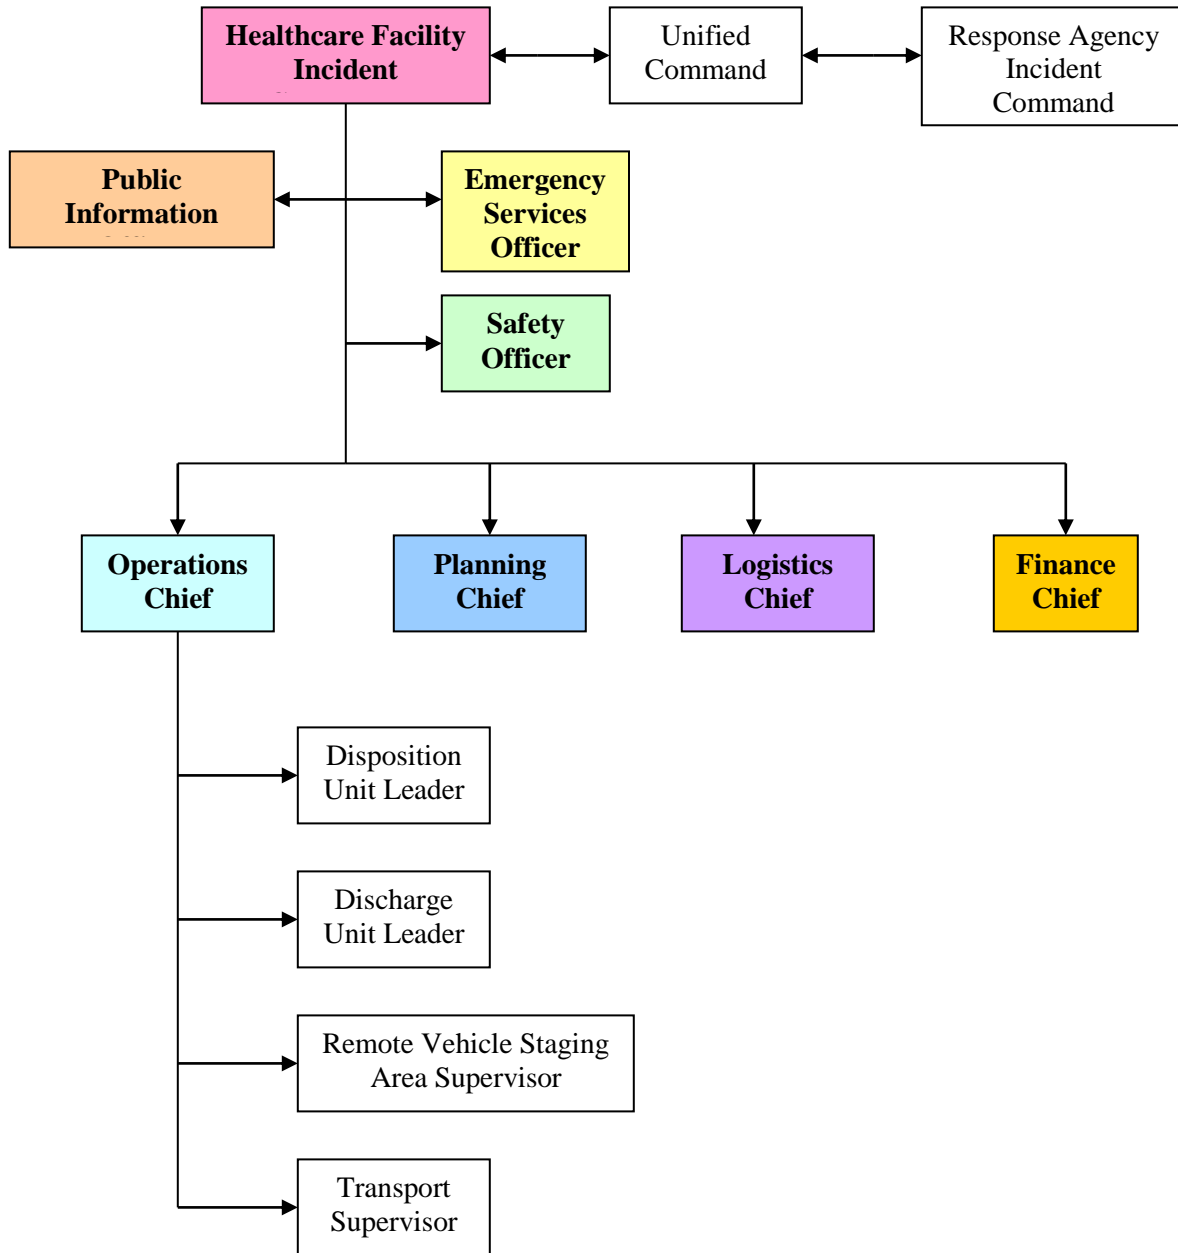 Healthcare Facility
Incident
Unified
Command
Response Agency
Incident
Command
Public
Information
Emergency
Services
Officer
Safety
Officer
Operations
Chief
Planning
Chief
Logistics
Chief
Finance
Chief
Disposition
Unit Leader
Discharge
Unit Leader
Remote Vehicle Staging
Area Supervisor
Transport
Supervisor